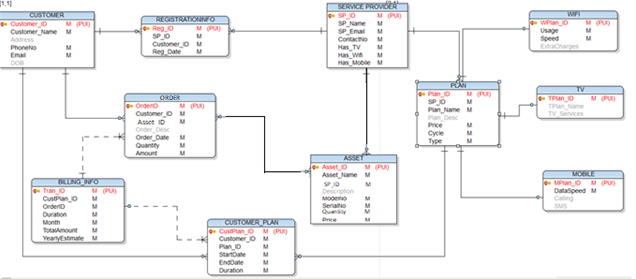 [1,1]
CUSTOMER
Customer_ID M (PUI)
Customer_Name M
Address
PhoneNo M
Email M
DOB
REGISTRATIONINFO
Reg_ID M (PUI)
SP_ID M
Customer_ID M
Reg_Date M
SERVICE PROVIDER
SP_ID M (PUI)
SP_Name M
SP_Email M
ContactNo M
Has_TV M
Has_Wifi M
Has_Mobile M
WIFI
WPlan_ID M (PUI)
Usage M
Speed M
ExtraCharges
ORDER
OrderID M (PUI)
Customer_ID M
Asset_ID M
Order_Desc
Order_Date M
Quantity M
Amount M
PLAN
Plan_ID M (PUI)
SP_ID M
Plan_Name M
Plan_Desc
Price M
Cycle M
Type M
TV
TPlan_ID M (PUI)
TPlan_Name
TV_Services
ASSET
Asset_ID M (PUI)
Asset_Name M
SP_ID M
Description
ModelNo M
SerialNo M
Quantity M
Price M
BILLING_INFO
Tran_ID M (PUI)
CustPlan_ID M
OrderID M
Duration M
Month M
TotalAmount M
YearlyEstimate M
MOBILE
MPlan_ID M (PUI)
DataSpeed M
Calling
SMS
CUSTOMER_PLAN
CustPlan_ID M (PUI)
Customer_ID M
Plan_ID M
StartDate M
EndDate M
Duration M